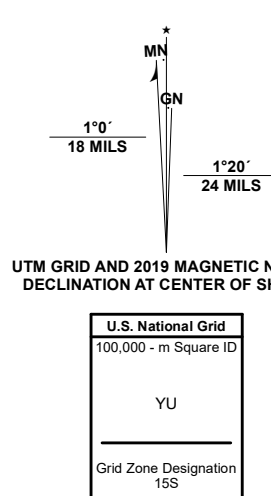 ★
MN
GN
1°0´
18 MILS
1°20´
24 MILS
UTM GRID AND 2019 MAGNETIC
DECLINATION AT CENTER OF
U.S. National Grid
100,000 - m Square ID
YU
Grid Zone Designation
15S